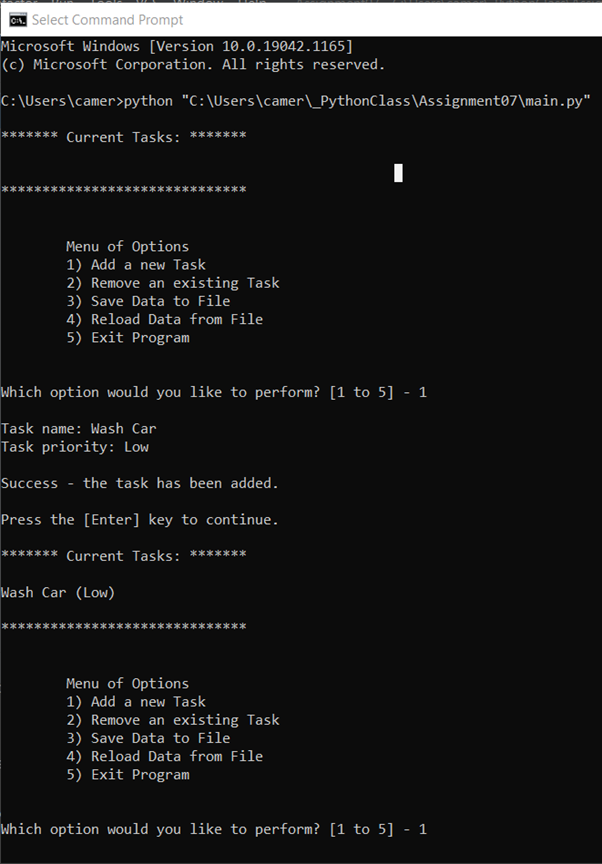 Select Command Prompt
Microsoft Windows [Version 10.0.19042.1165]
(c) Microsoft Corporation. All rights reserved.
C:\Users\camer>python "C:\Users\camer\_PythonClass\Assignment07\main.py"
******* Current Tasks: *******
******************************
Menu of Options
1) Add a new Task
2) Remove an existing Task
3) Save Data to File
4) Reload Data from File
5) Exit Program
Which option would you like to perform? [1 to 5] - 1
Task name: Wash Car
Task priority: Low
Success - the task has been added.
Press the [Enter] key to continue.
******* Current Tasks: *******
Wash Car (Low)
******************************
Menu of Options
1) Add a new Task
2) Remove an existing Task
3) Save Data to File
4) Reload Data from File
5) Exit Program
Which option would you like to perform? [1 to 5] - 1